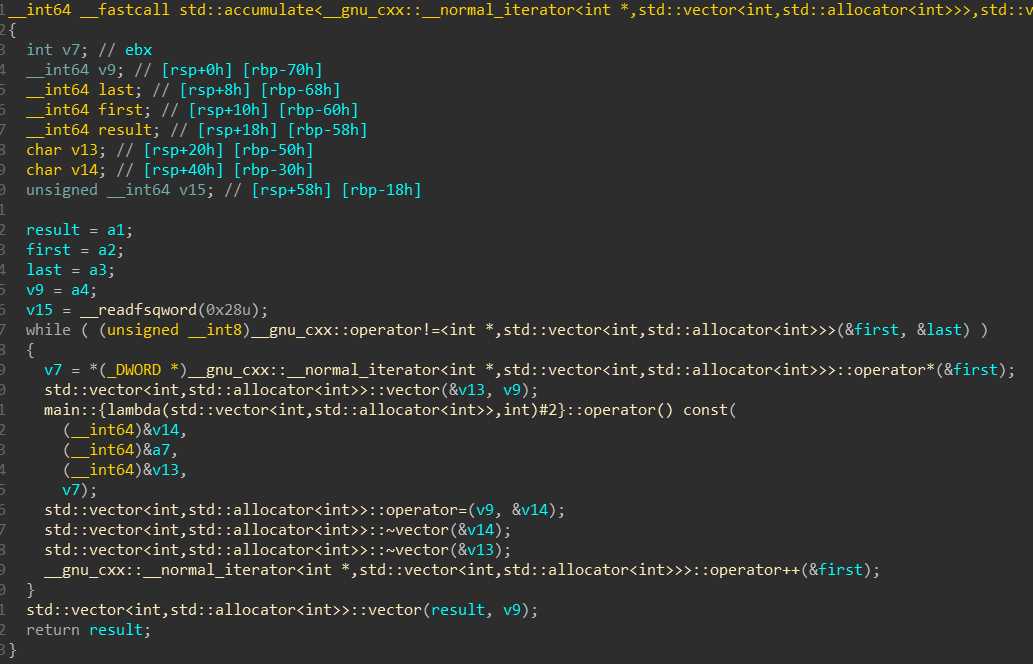 1__int64 __fastcall std::accumulate<__gnu_cxx::__normal_iterator<int *,std::vector<int,std::allocator<int>>>,std::v
2{
3  int v7; // ebx
4  __int64 v9; // [rsp+0h] [rbp-70h]
5  __int64 last; // [rsp+8h] [rbp-68h]
6  __int64 first; // [rsp+10h] [rbp-60h]
7  __int64 result; // [rsp+18h] [rbp-58h]
8  char v13; // [rsp+20h] [rbp-50h]
9  char v14; // [rsp+40h] [rbp-30h]
0  unsigned __int64 v15; // [rsp+58h] [rbp-18h]
1
2  result = a1;
3  first = a2;
4  last = a3;
5  v9 = a4;
6  v15 = __readfsqword(0x28u);
7  while ( (unsigned __int8)__gnu_cxx::operator!=<int *,std::vector<int,std::allocator<int>>>(&first, &last) )
8  {
9    v7 = *(_DWORD *)__gnu_cxx::__normal_iterator<int *,std::vector<int,std::allocator<int>>>::operator*(&first);
0    std::vector<int,std::allocator<int>>::vector(&v13, v9);
1    main::{lambda(std::vector<int,std::allocator<int>>,int)#2}::operator() const(
2      (__int64)&v14,
3      (__int64)&a7,
4      (__int64)&v13,
5      v7);
6    std::vector<int,std::allocator<int>>::operator=(v9, &v14);
7    std::vector<int,std::allocator<int>>::~vector(&v14);
8    std::vector<int,std::allocator<int>>::~vector(&v13);
9    __gnu_cxx::__normal_iterator<int *,std::vector<int,std::allocator<int>>>::operator++(&first);
0  }
1  std::vector<int,std::allocator<int>>::vector(result, v9);
2  return result;
3}